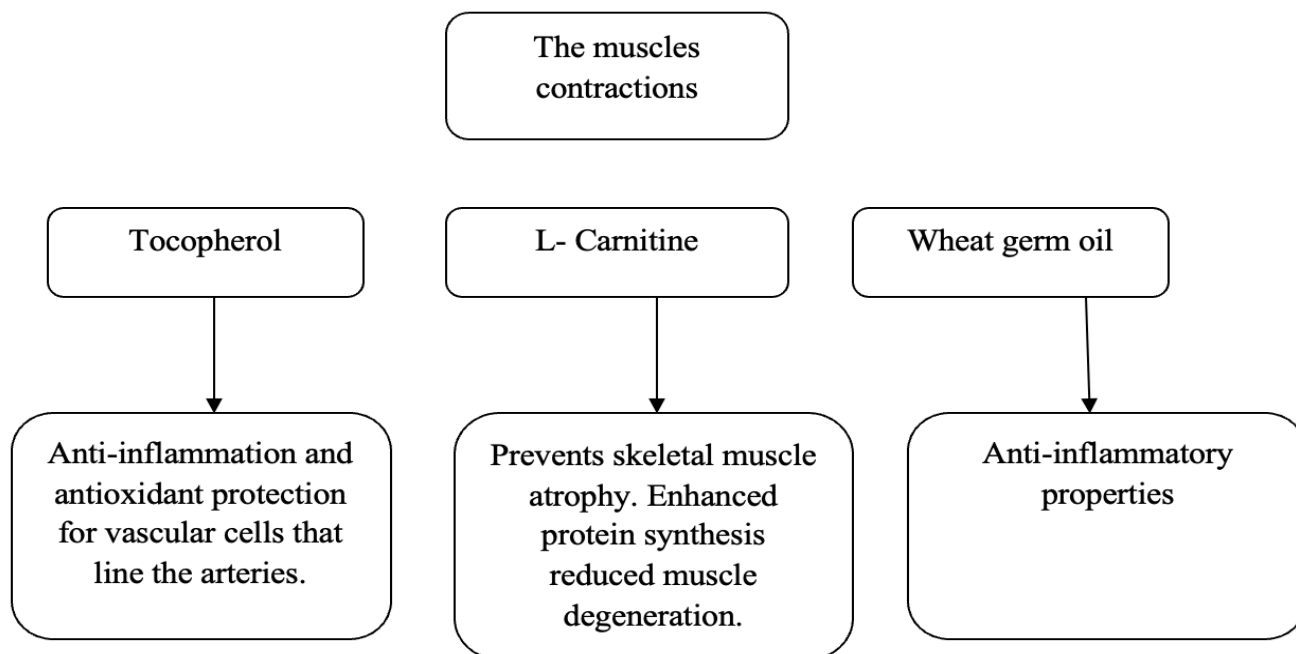 The muscles
contractions
Tocopherol
L- Carnitine
Wheat germ oil
Anti-inflammation and
antioxidant protection
for vascular cells that
line the arteries.
Prevents skeletal muscle
atrophy. Enhanced
protein synthesis
reduced muscle
degeneration.
Anti-inflammatory
properties